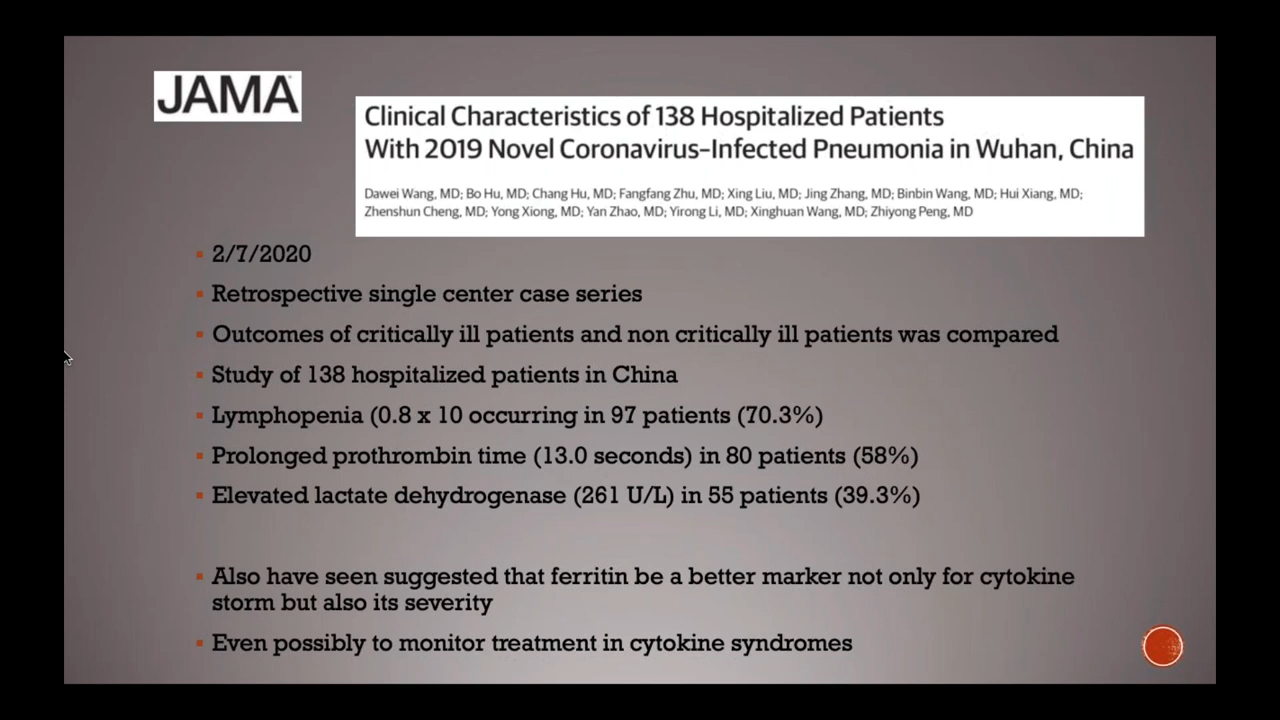 JAMA
Clinical Characteristics of 138 Hospitalized Patients
With 2019 Novel Coronavirus–Infected Pneumonia in Wuhan, China
Dawei Wang, MD; Bo Hu, MD; Chang Hu, MD; Fangfang Zhu, MD; Xing Liu, MD; Jing Zhang, MD; Binbin Wang, MD; Hui Xiang, MD;
Zhenshun Cheng, MD; Yong Xiong, MD; Yan Zhao, MD; Yirong Li, MD; Xinghuan Wang, MD; Zhiyong Peng, MD
▪ 2/7/2020
▪ Retrospective single center case series
▪ Outcomes of critically ill patients and non critically ill patients was compared
▪ Study of 138 hospitalized patients in China
▪ Lymphopenia (0.8 x 10 occurring in 97 patients (70.3%)
▪ Prolonged prothrombin time (13.0 seconds) in 80 patients (58%)
▪ Elevated lactate dehydrogenase (261 U/L) in 55 patients (39.3%)
▪ Also have seen suggested that ferritin be a better marker not only for cytokine
storm but also its severity
▪ Even possibly to monitor treatment in cytokine syndromes